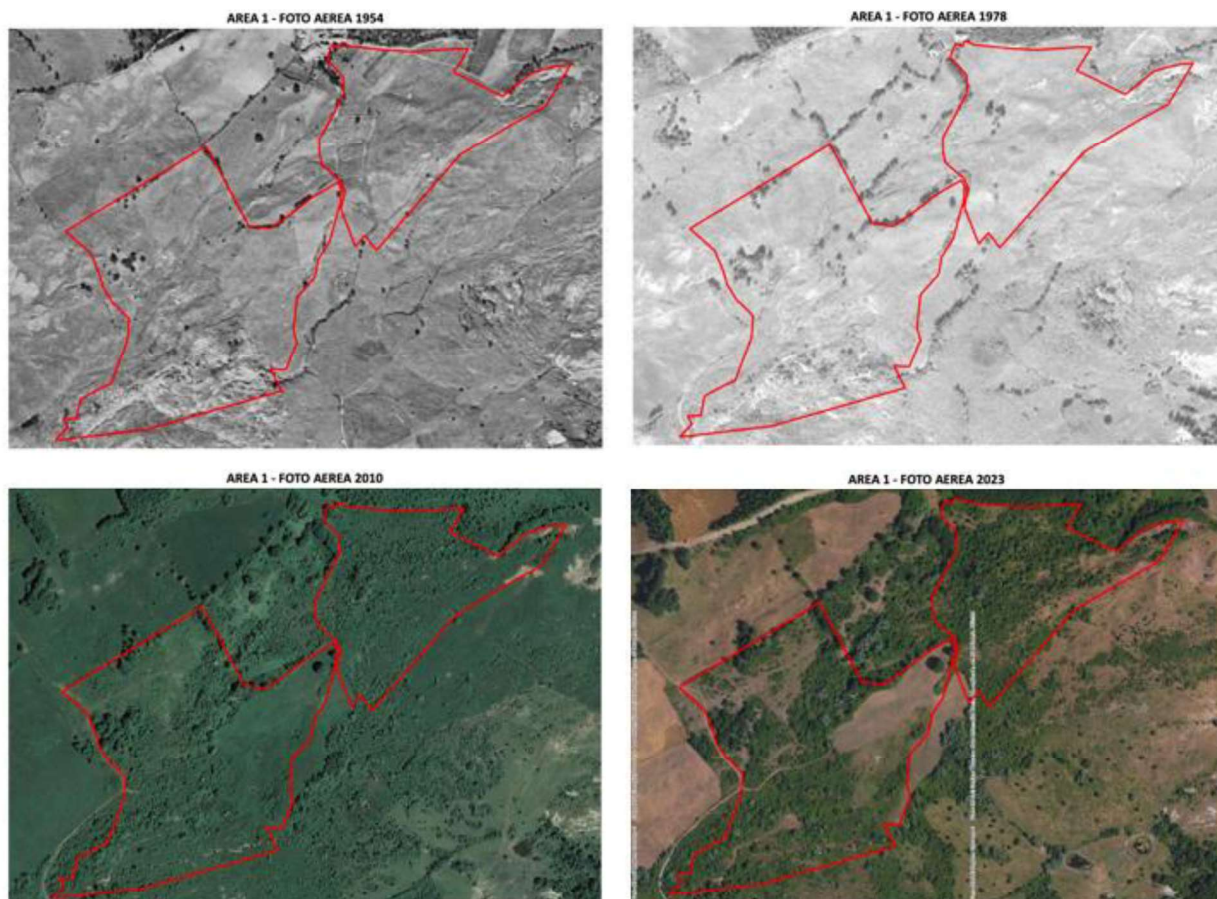 AREA 1 - FOTO AEREA 1954
AREA 1 - FOTO AEREA 1978
AREA 1 - FOTO AEREA 2010
AREA 1 - FOTO AEREA 2023